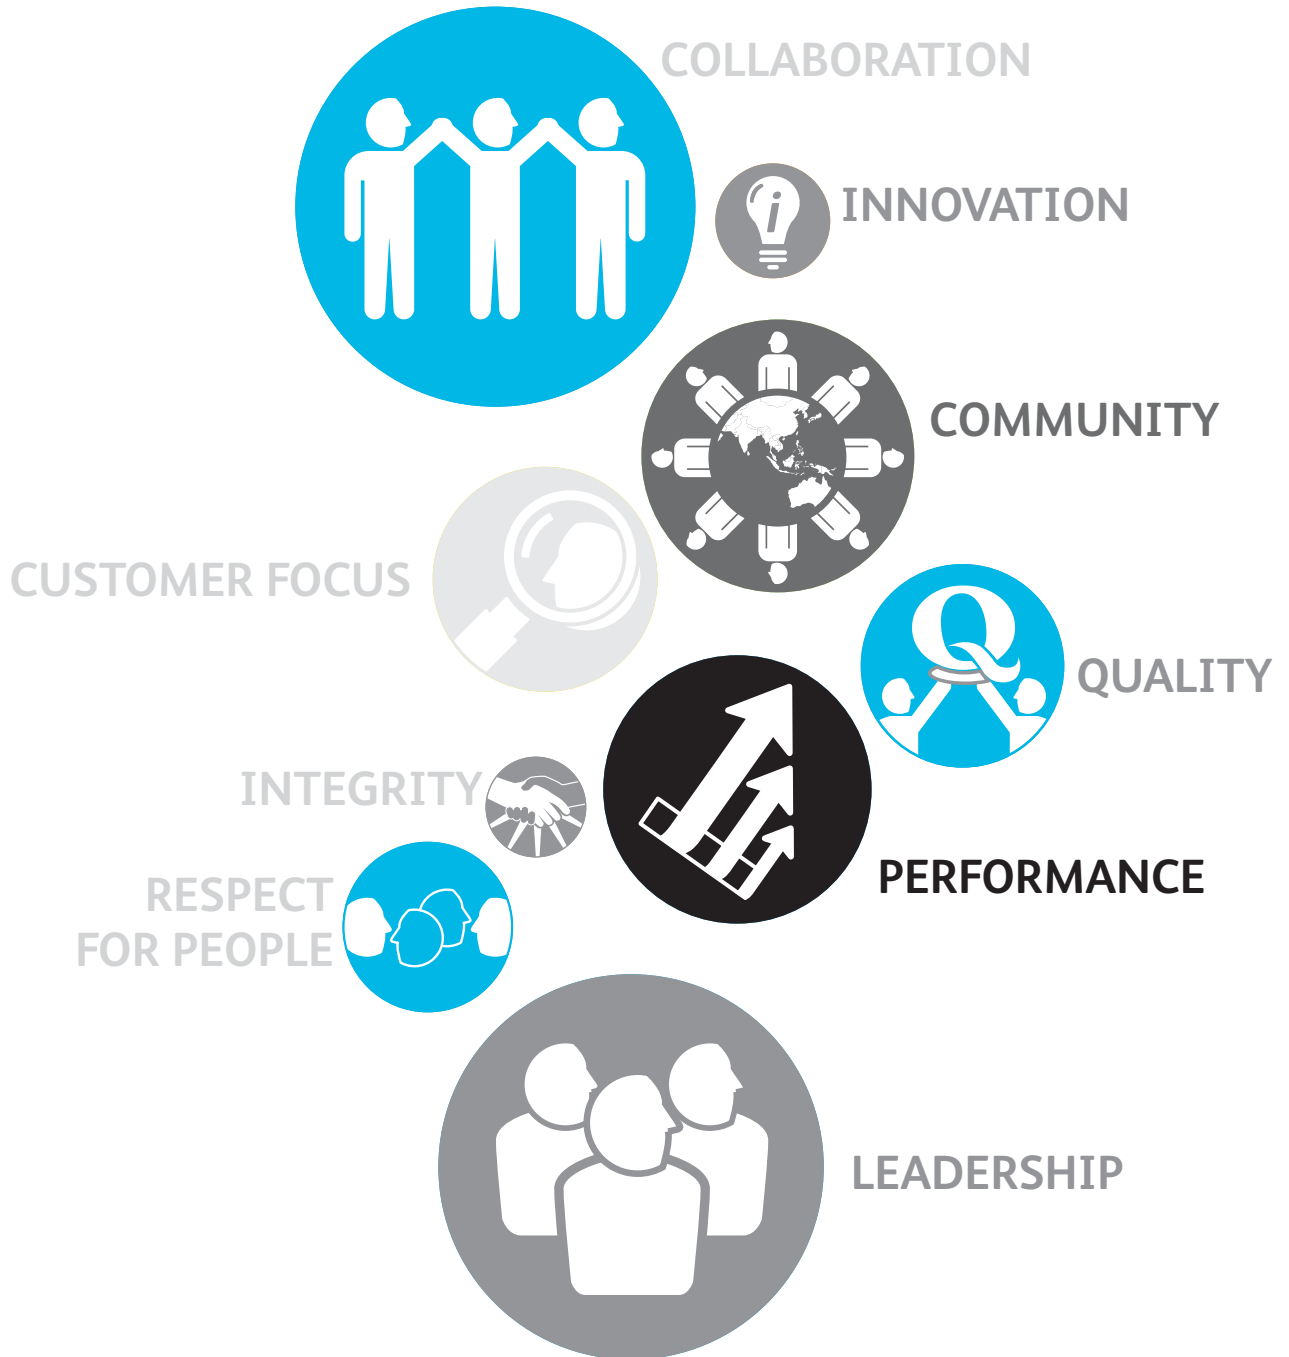 COLLABORATION
i
INNOVATION
COMMUNITY
CUSTOMER FOCUS
Q
QUALITY
INTEGRITY
PERFORMANCE
RESPECT
FOR PEOPLE
LEADERSHIP